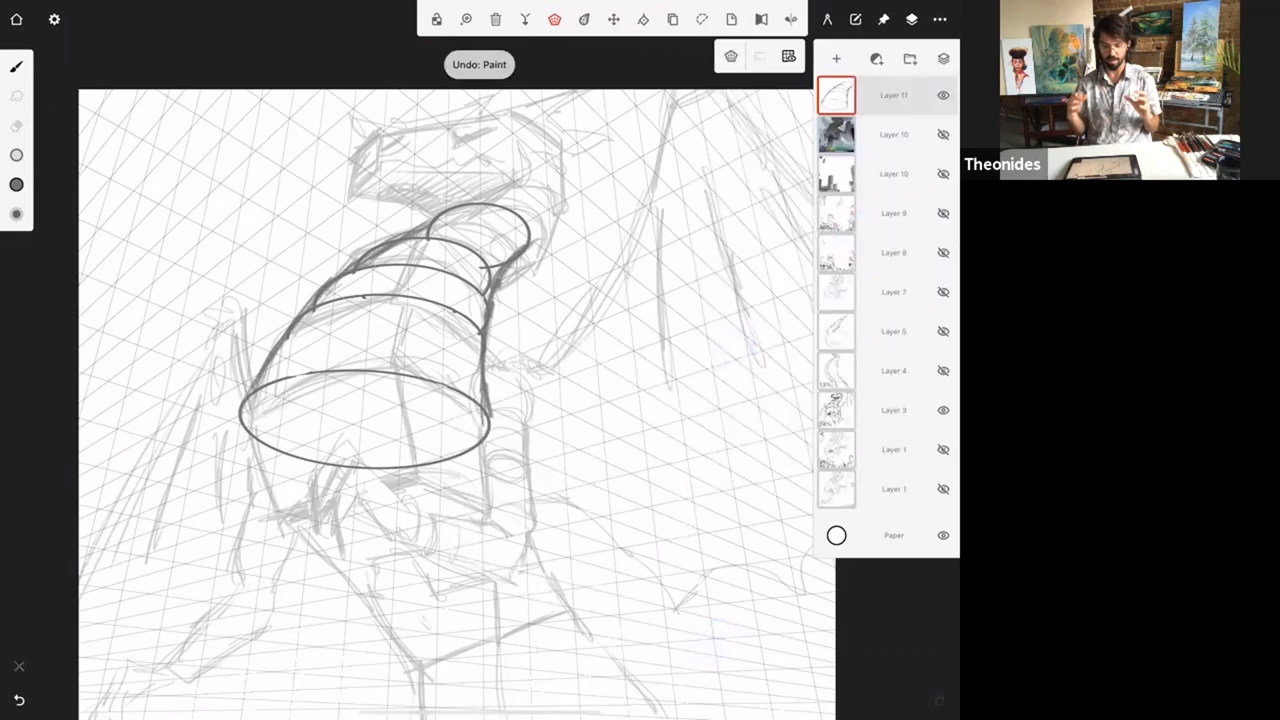 Undo: Paint
Layer 11
Layer 10
Layer 10
Layer 9
Layer 8
Layer 7
Layer 5
Layer 4
Layer 3
Layer 1
Layer 1
Paper
Theonides